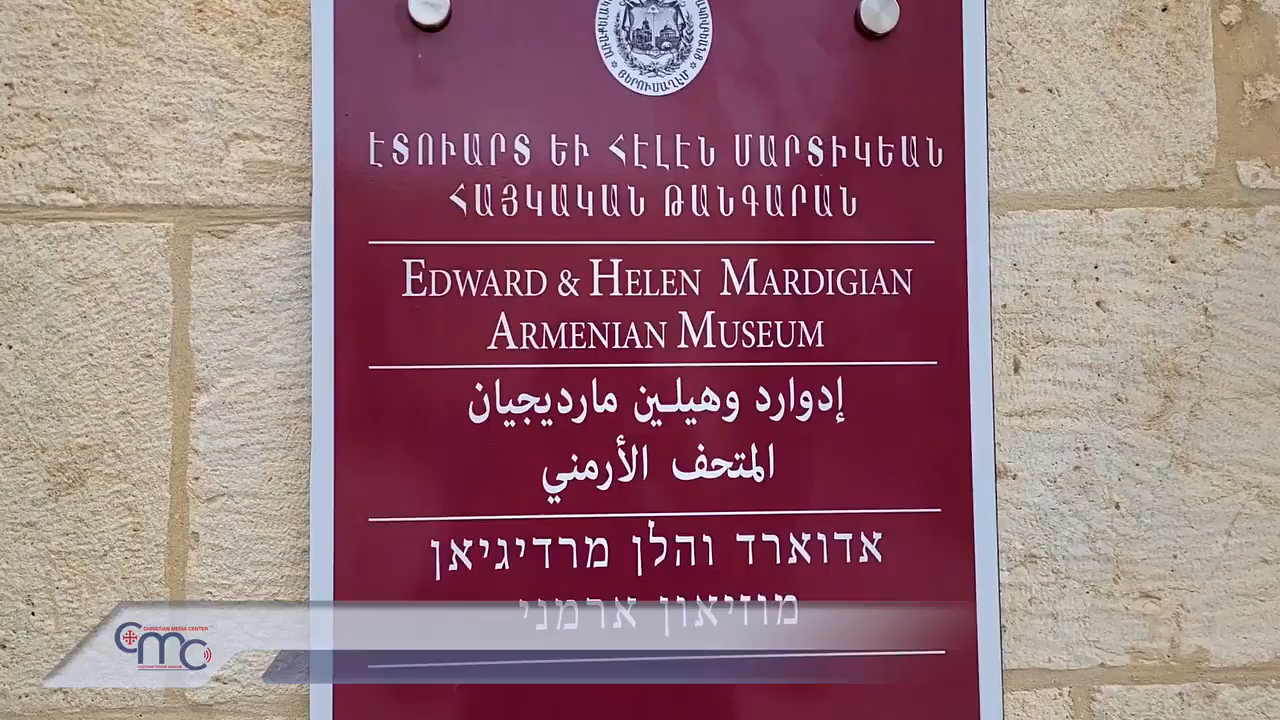 ԵՐՈՒՍԱՂԷՄ
ԷՏՈՒԱՐՏ ԵՒ ՀԷԼԷՆ ՄԱՐՏԻԿԵԱՆ
ՀԱՅԿԱԿԱՆ ԹԱՆԳԱՐԱՆ
EDWARD & HELEN MARDIGIAN
ARMENIAN MUSEUM
إدوارد وهيلين مارديجيان
المتحف الأرمني
אדוארד והלן מרדיגיאן
מוזיאון ארמני
CHRISTIAN MEDIA CENTER
CMC